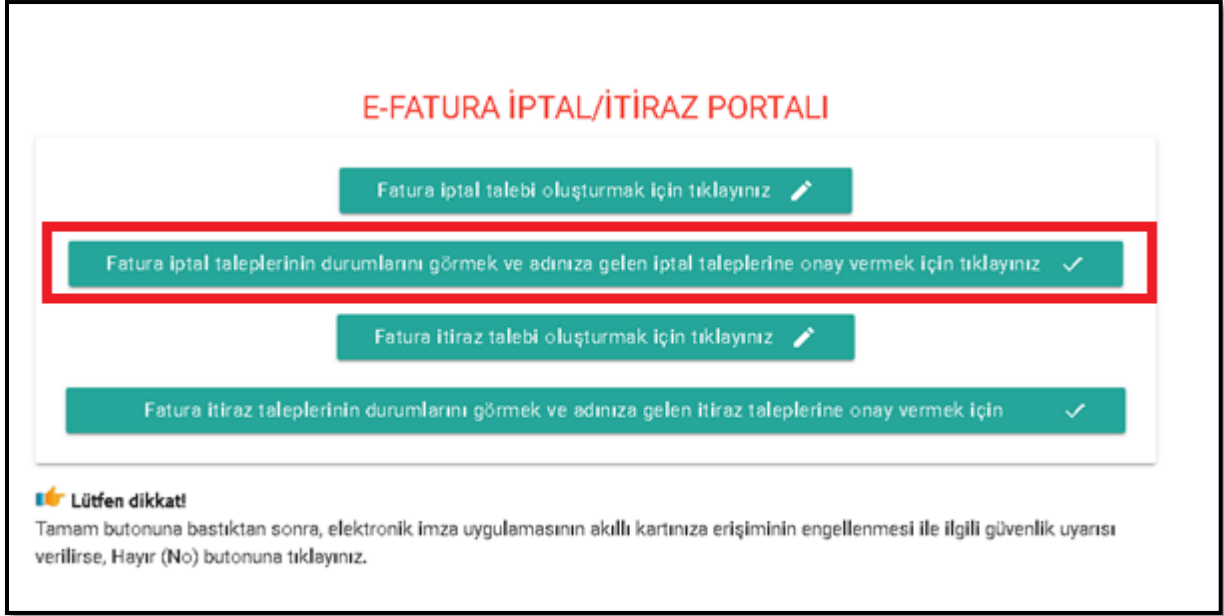 E-FATURA İPTAL/İTİRAZ PORTALI
Fatura iptal talebi oluşturmak için tıklayınız
Fatura iptal taleplerinin durumlarını görmek ve adınıza gelen iptal taleplerine onay vermek için tıklayınız
Fatura itiraz talebi oluşturmak için tıklayınız
Fatura itiraz taleplerinin durumlarını görmek ve adınıza gelen itiraz taleplerine onay vermek için
Lütfen dikkat!
Tamam butonuna bastıktan sonra, elektronik imza uygulamasının akıllı kartınıza erişiminin engellenmesi ile ilgili güvenlik uyarısı
verilirse, Hayır (No) butonuna tıklayınız.